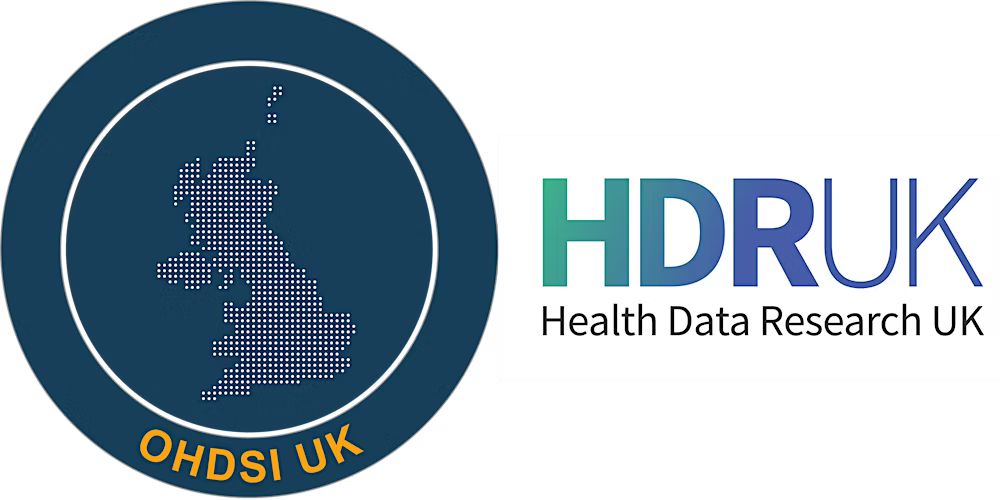 OHDSI UK
HDRUK
Health Data Research UK